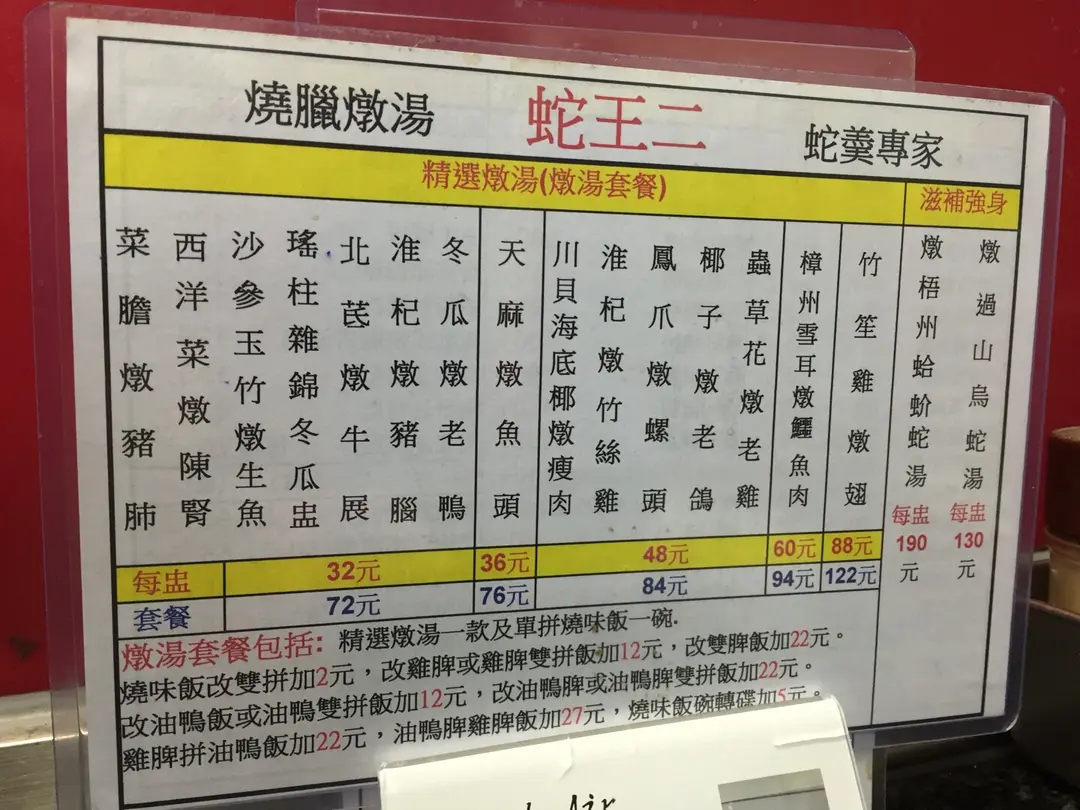 燒臘燉湯
蛇王二
蛇羹專家
精選燉湯(燉湯套餐)
滋補強身
菜膽燉豬肺
西洋菜燉陳腎
沙參玉竹燉生魚
瑤柱雜錦冬瓜盅
北芪燉牛展
淮杞燉豬腦
冬瓜燉老鴨
天麻燉魚頭
川貝海底椰燉瘦肉
淮杞燉竹絲雞
鳳爪燉螺頭
椰子燉老鴿
蟲草花燉老雞
樟州雪耳燉鱷魚肉
竹笙雞燉翅
燉梧州蛤蚧蛇湯
每盅
190
元
燉過山烏蛇湯
每盅
130
元
每盅 32元 36元 48元 60元 88元
套餐 72元 76元 84元 94元 122元
燉湯套餐包括: 精選燉湯一款及單拼燒味飯一碗.
燒味飯改雙拼加2元，改雞脾或雞脾雙拼飯加12元，改雙脾飯加22元。
改油鴨飯或油鴨雙拼飯加12元，改油鴨脾或油鴨脾雙拼加22元。
雞脾拼油鴨飯加22元，油鴨脾雞脾飯加27元，燒味飯碗轉碟加5元。
Air